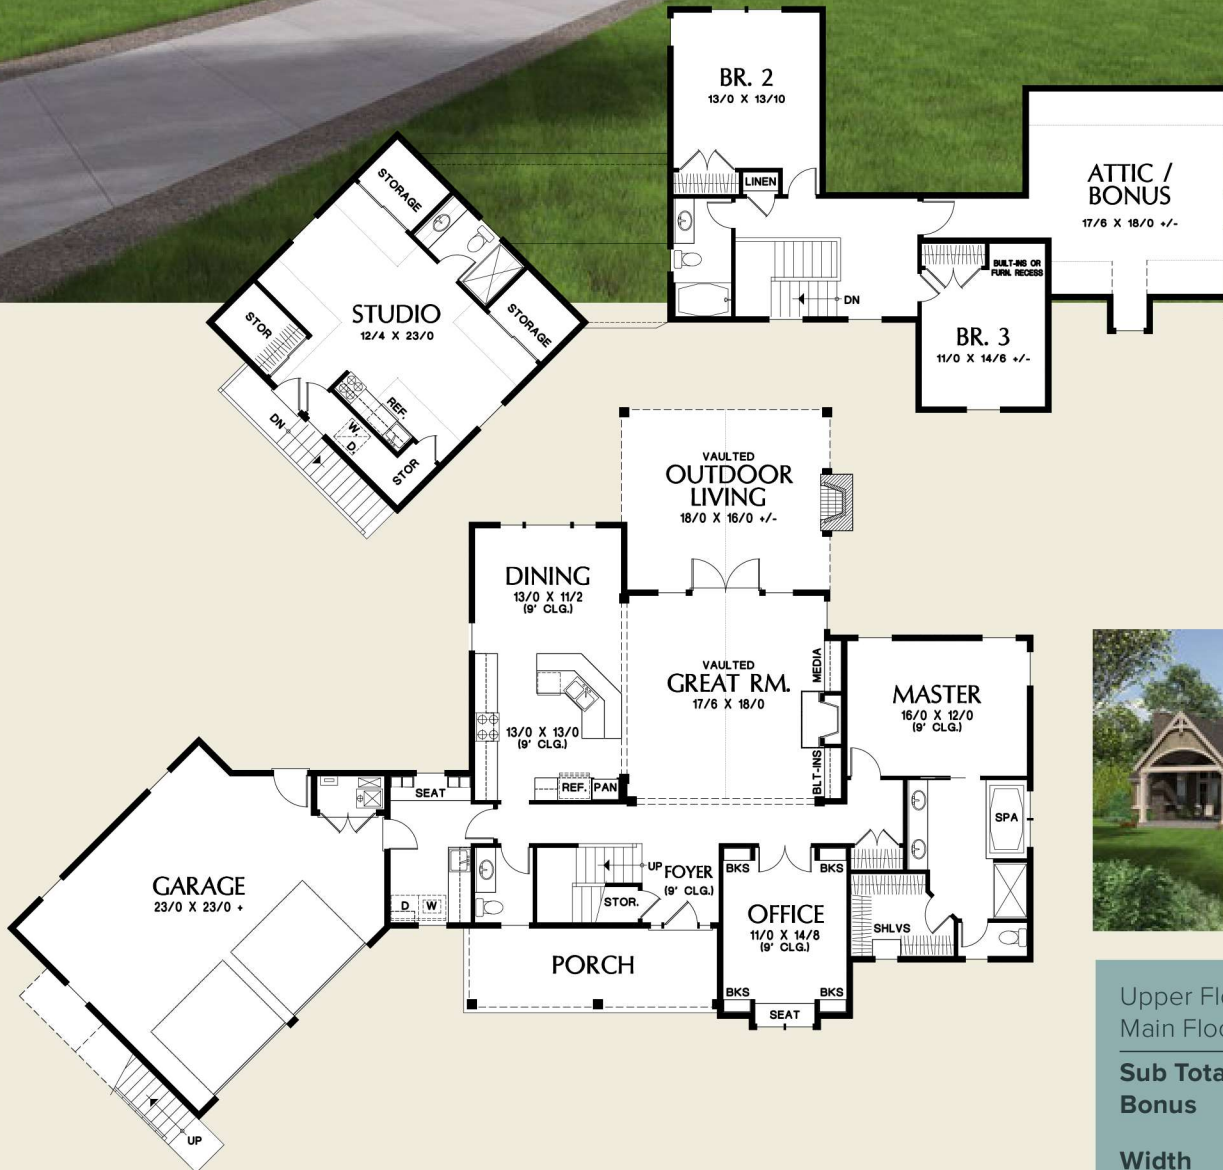 BR. 2
13/0 X 13/10
LINEN
DN
ATTIC /
BONUS
17/6 X 18/0 +/-
BUILT-INS OR
FURN. RECESS
BR. 3
11/0 X 14/6 +/-
STORAGE
STUDIO
12/4 X 23/0
STOR
STORAGE
REF.
W.
D.
DN
STOR
VAULTED
OUTDOOR
LIVING
18/0 X 16/0 +/-
DINING
13/0 X 11/2
(9' CLG.)
VAULTED
GREAT RM.
17/6 X 18/0
MEDIA
BLT-INS
MASTER
16/0 X 12/0
(9' CLG.)
13/0 X 13/0
(9' CLG.)
REF.
PAN
SEAT
SPA
GARAGE
23/0 X 23/0 +
D
W
UP
STOR.
FOYER
(9' CLG.)
BKS
BKS
OFFICE
11/0 X 14/8
(9' CLG.)
BKS
BKS
SEAT
SHLVS
PORCH
UP
Upper Flo
Main Floo
Sub Tota
Bonus
Width